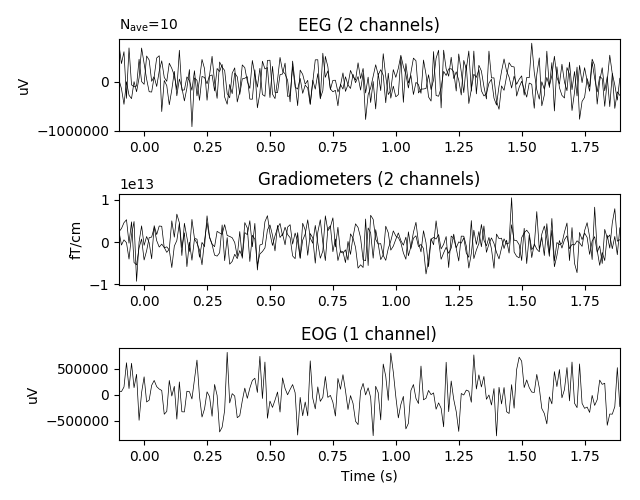 N_ave=10
EEG (2 channels)
uV
0
−1000000
0.00 0.25 0.50 0.75 1.00 1.25 1.50 1.75
1e13
Gradiometers (2 channels)
fT/cm
1
0
−1
0.00 0.25 0.50 0.75 1.00 1.25 1.50 1.75
EOG (1 channel)
uV
500000
0
−500000
0.00 0.25 0.50 0.75 1.00 1.25 1.50 1.75
Time (s)